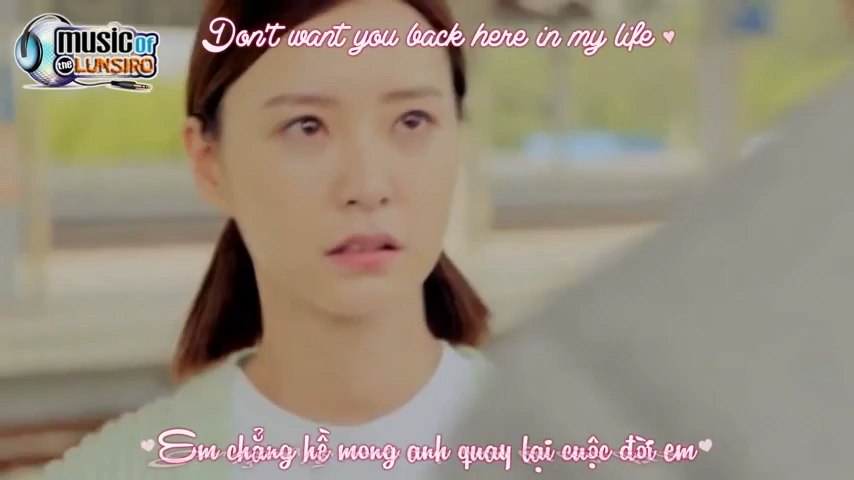 Don't want you back here in my life
music of
the LUNSIRO
Em chẳng hề mong anh quay lại cuộc đời em